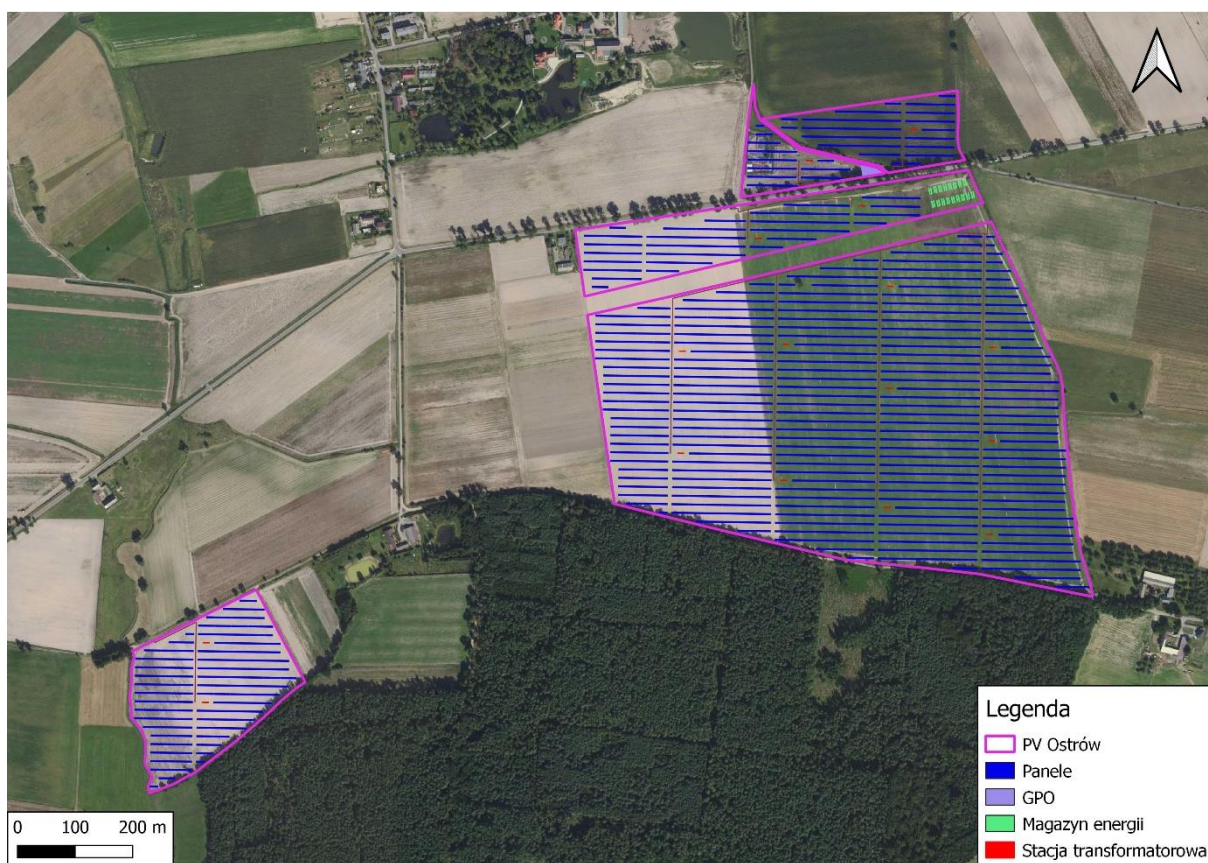 Legenda
PV Ostrów
Panele
GPO
Magazyn energii
Stacja transformatorowa
0 100 200 m